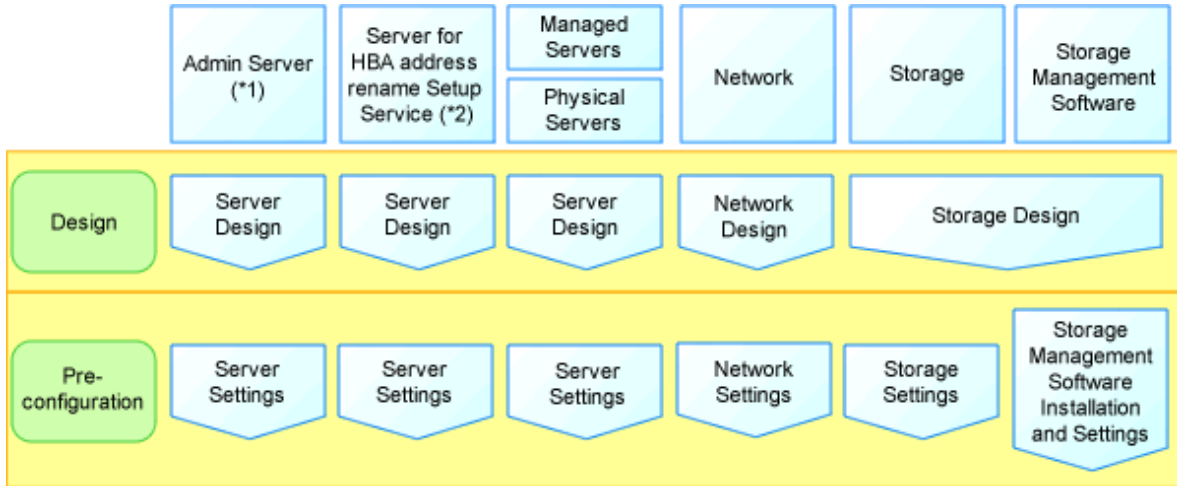 Admin Server
(*1)
Server for
HBA address
rename Setup
Service (*2)
Managed
Servers
Physical
Servers
Network
Storage
Storage
Management
Software
Design
Server
Design
Server
Design
Server
Design
Network
Design
Storage Design
Pre-
configuration
Server
Settings
Server
Settings
Server
Settings
Network
Settings
Storage
Settings
Storage
Management
Software
Installation
and Settings